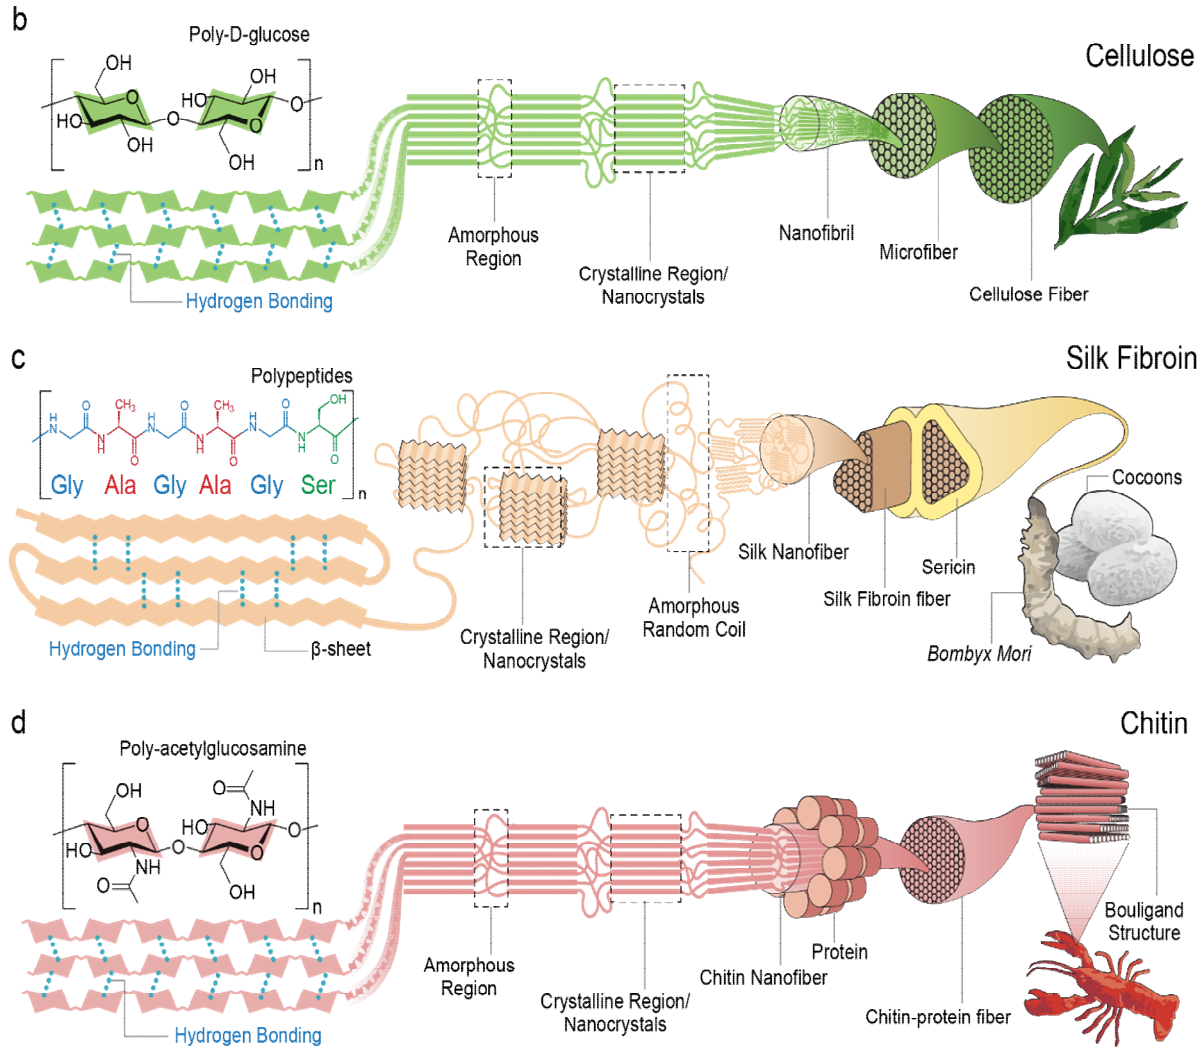 b
Poly-D-glucose
Cellulose
OH
OH
O
HO
O
HO
O
O
OH
OH
n
Amorphous
Region
Crystalline Region/
Nanocrystals
Nanofibril
Microfiber
Cellulose Fiber
Hydrogen Bonding
c
Silk Fibroin
Polypeptides
H
N
O
CH3
N
H
O
H
N
O
CH3
N
H
O
H
N
O
OH
N
H
O
Gly Ala Gly Ala Gly Ser
n
Cocoons
Silk Nanofiber
Sericin
Silk Fibroin fiber
Amorphous
Random Coil
Crystalline Region/
Nanocrystals
Hydrogen Bonding
β-sheet
Bombyx Mori
d
Chitin
Poly-acetylglucosamine
OH
O
NH
O
HO
O
HO
O
O
NH
O
OH
n
Bouligand
Structure
Protein
Amorphous
Region
Chitin Nanofiber
Crystalline Region/
Nanocrystals
Chitin-protein fiber
Hydrogen Bonding